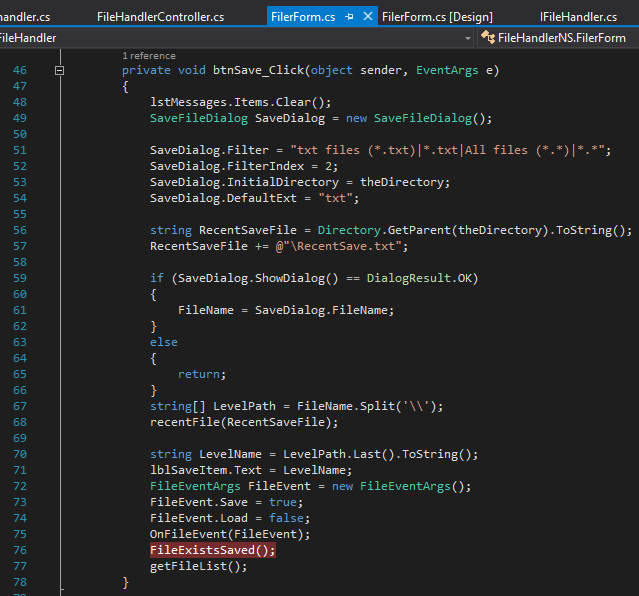 handler.cs FileHandlerController.cs FilerForm.cs FilerForm.cs [Design] IFileHandler.cs
FileHandler FileHandlerNS.FilerForm
1 reference
46 private void btnSave_Click(object sender, EventArgs e)
47 {
48 lstMessages.Items.Clear();
49 SaveFileDialog SaveDialog = new SaveFileDialog();
50
51 SaveDialog.Filter = "txt files (*.txt)|*.txt|All files (*.*)|*.*";
52 SaveDialog.FilterIndex = 2;
53 SaveDialog.InitialDirectory = theDirectory;
54 SaveDialog.DefaultExt = "txt";
55
56 string RecentSaveFile = Directory.GetParent(theDirectory).ToString();
57 RecentSaveFile += @"\RecentSave.txt";
58
59 if (SaveDialog.ShowDialog() == DialogResult.OK)
60 {
61 FileName = SaveDialog.FileName;
62 }
63 else
64 {
65 return;
66 }
67 string[] LevelPath = FileName.Split('\\');
68 recentFile(RecentSaveFile);
69
70 string LevelName = LevelPath.Last().ToString();
71 lblSaveItem.Text = LevelName;
72 FileEventArgs FileEvent = new FileEventArgs();
73 FileEvent.Save = true;
74 FileEvent.Load = false;
75 OnFileEvent(FileEvent);
76 FileExistsSaved();
77 getFileList();
78 }